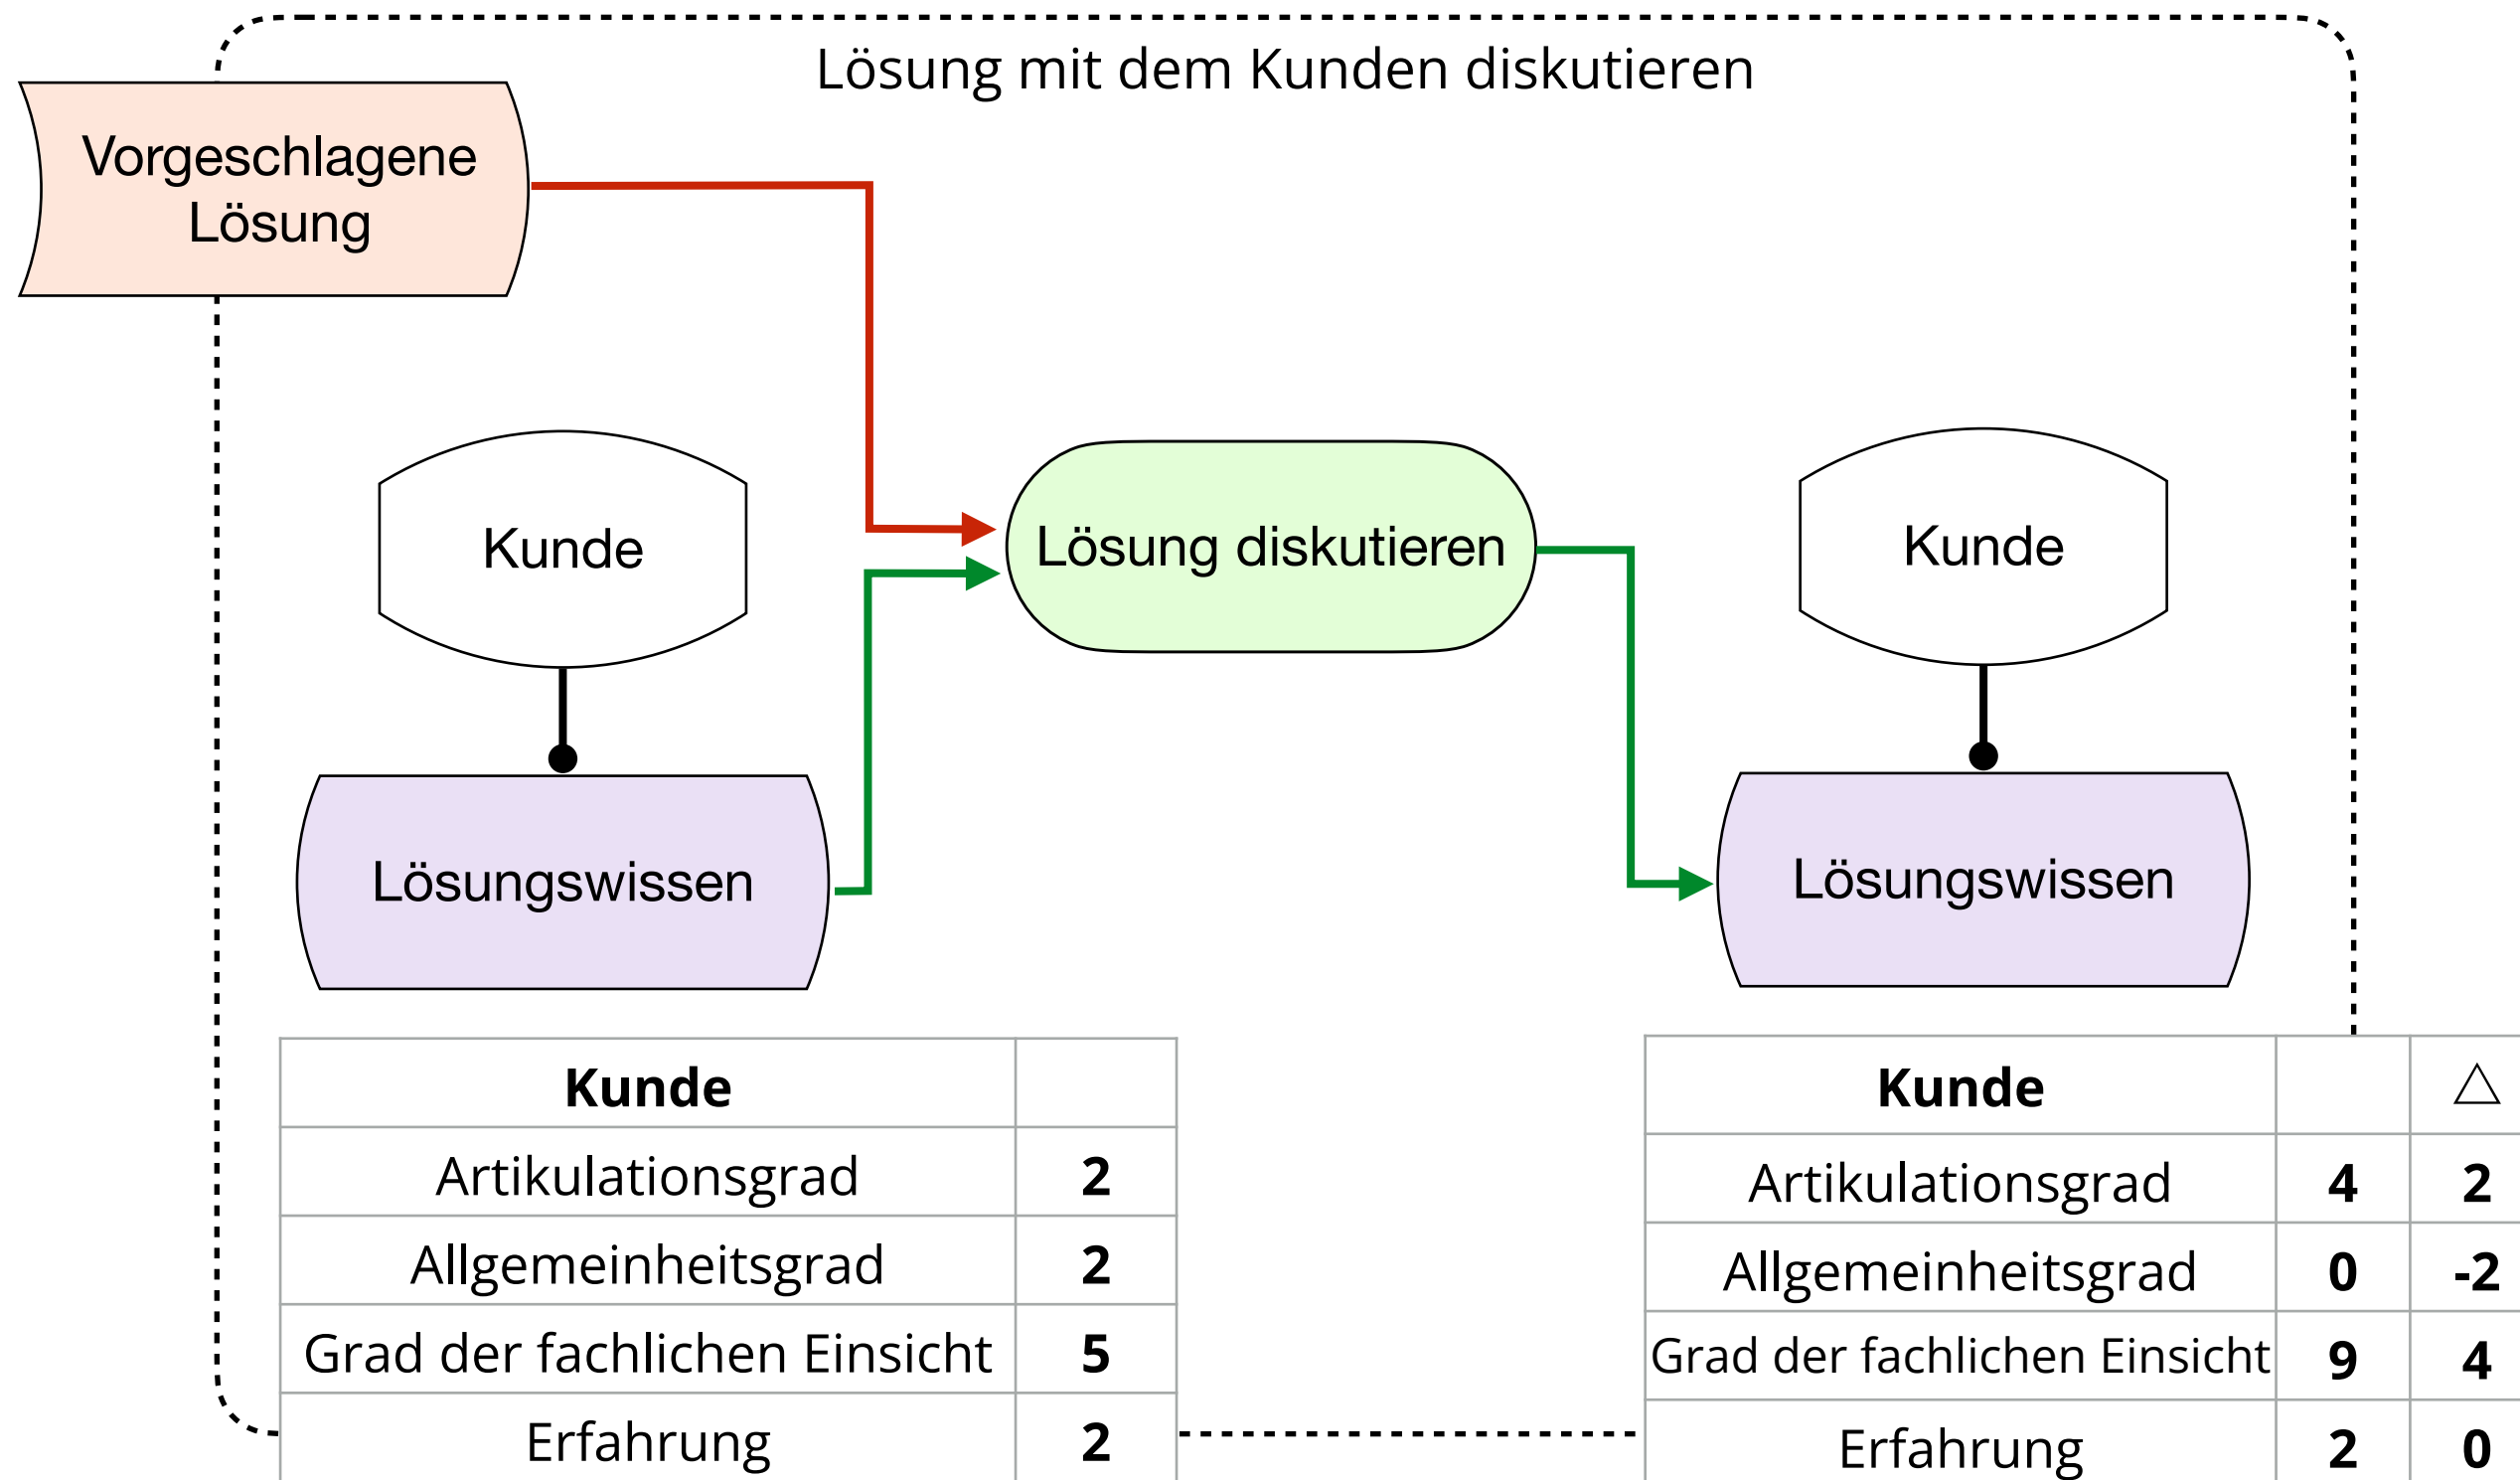 Lösung mit dem Kunden diskutieren
Vorgeschlagene
Lösung
Kunde
Lösung diskutieren
Kunde
Lösungswissen
Lösungswissen
Kunde
Artikulationsgrad 2
Allgemeinheitsgrad 2
Grad der fachlichen Einsicht 5
Erfahrung 2
Kunde △
Artikulationsgrad 4 2
Allgemeinheitsgrad 0 -2
Grad der fachlichen Einsicht 9 4
Erfahrung 2 0